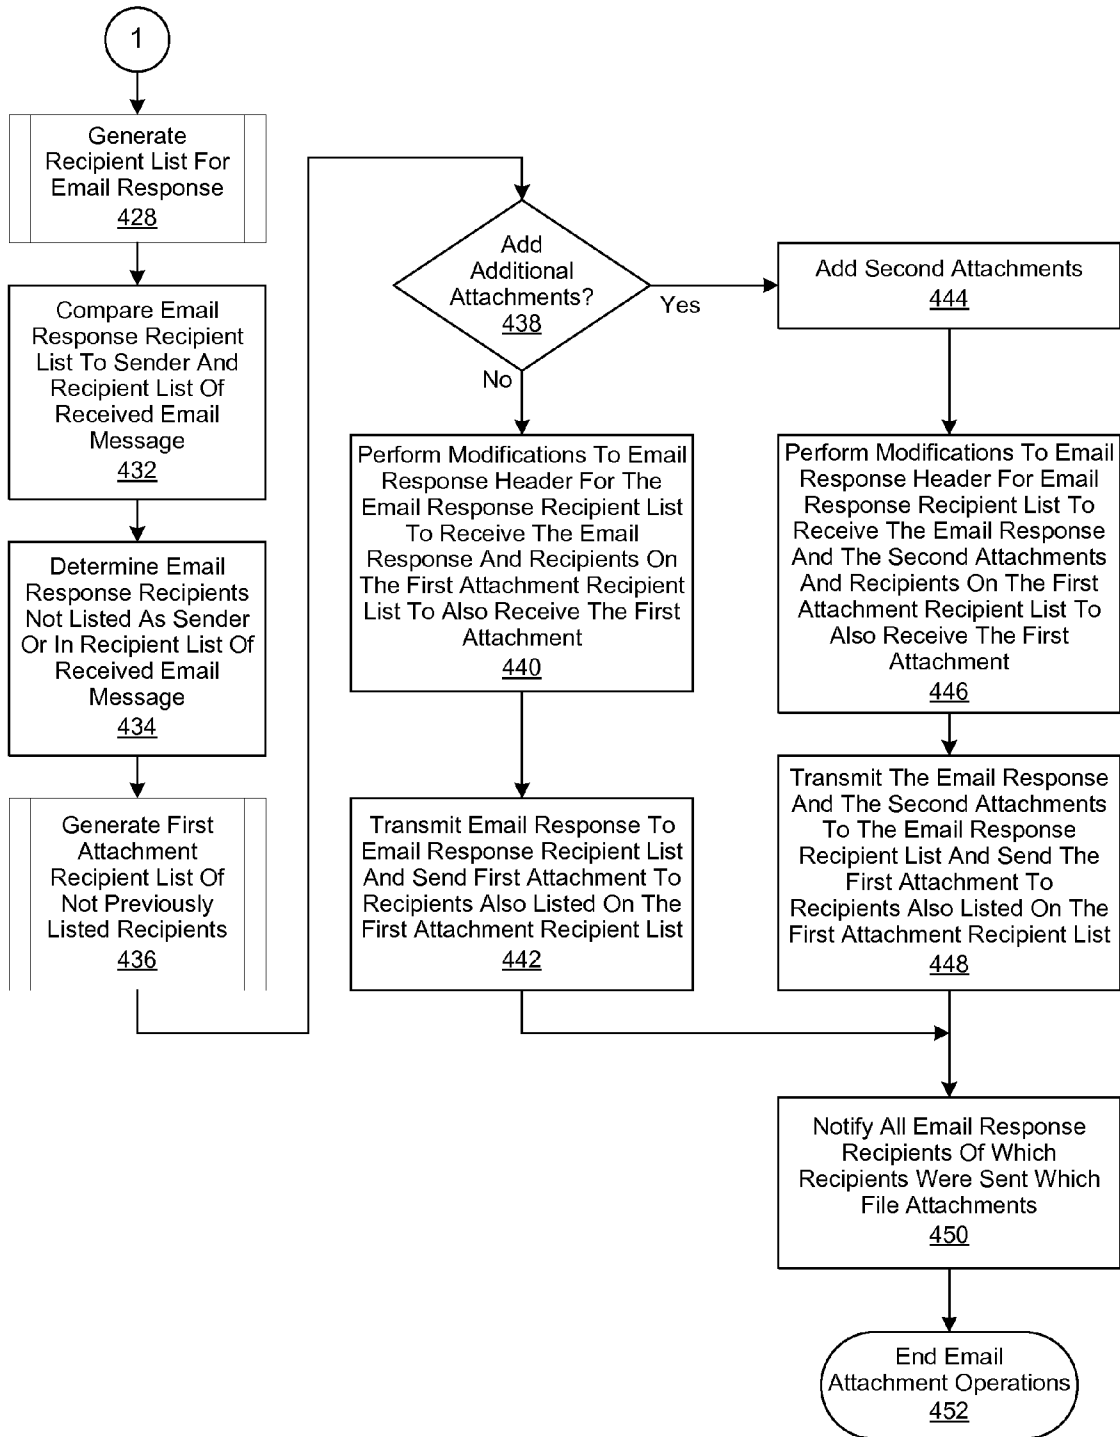 1
Generate
Recipient List For
Email Response
428
Compare Email
Response Recipient
List To Sender And
Recipient List Of
Received Email
Message
432
Determine Email
Response Recipients
Not Listed As Sender
Or In Recipient List Of
Received Email
Message
434
Generate First
Attachment
Recipient List Of
Not Previously
Listed Recipients
436
Add
Additional
Attachments?
438
Yes
No
Perform Modifications To Email
Response Header For The
Email Response Recipient List
To Receive The Email
Response And Recipients On
The First Attachment Recipient
List To Also Receive The First
Attachment
440
Transmit Email Response To
Email Response Recipient List
And Send First Attachment To
Recipients Also Listed On The
First Attachment Recipient List
442
Add Second Attachments
444
Perform Modifications To Email
Response Header For Email
Response Recipient List To
Receive The Email Response
And The Second Attachments
And Recipients On The First
Attachment Recipient List To
Also Receive The First
Attachment
446
Transmit The Email Response
And The Second Attachments
To The Email Response
Recipient List And Send The
First Attachment To
Recipients Also Listed On The
First Attachment Recipient List
448
Notify All Email Response
Recipients Of Which
Recipients Were Sent Which
File Attachments
450
End Email
Attachment Operations
452